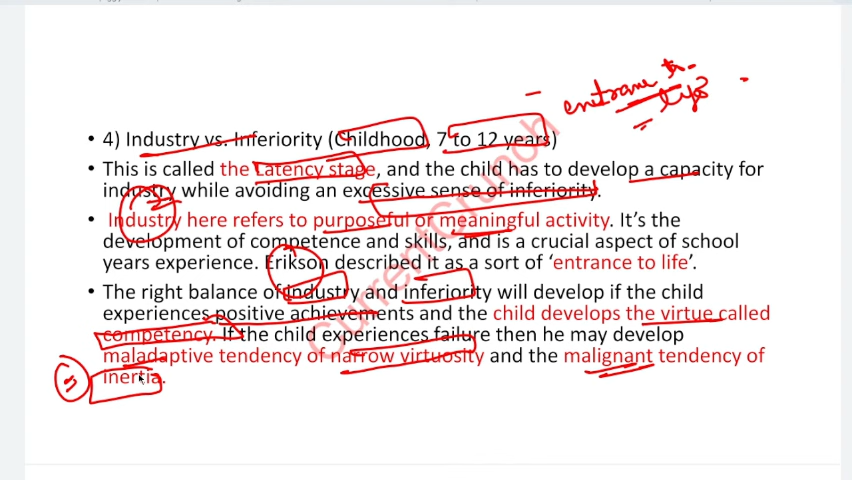 entrance to
life
• 4) Industry vs. Inferiority (Childhood, 7 to 12 years)
• This is called the Latency stage, and the child has to develop a capacity for
industry while avoiding an excessive sense of inferiority.
• Industry here refers to purposeful or meaningful activity. It's the
development of competence and skills, and is a crucial aspect of school
years experience. Erikson described it as a sort of 'entrance to life'.
• The right balance of industry and inferiority will develop if the child
experiences positive achievements and the child develops the virtue called
competency. If the child experiences failure then he may develop
maladaptive tendency of narrow virtuosity and the malignant tendency of
inertia.
CurrentCrunch